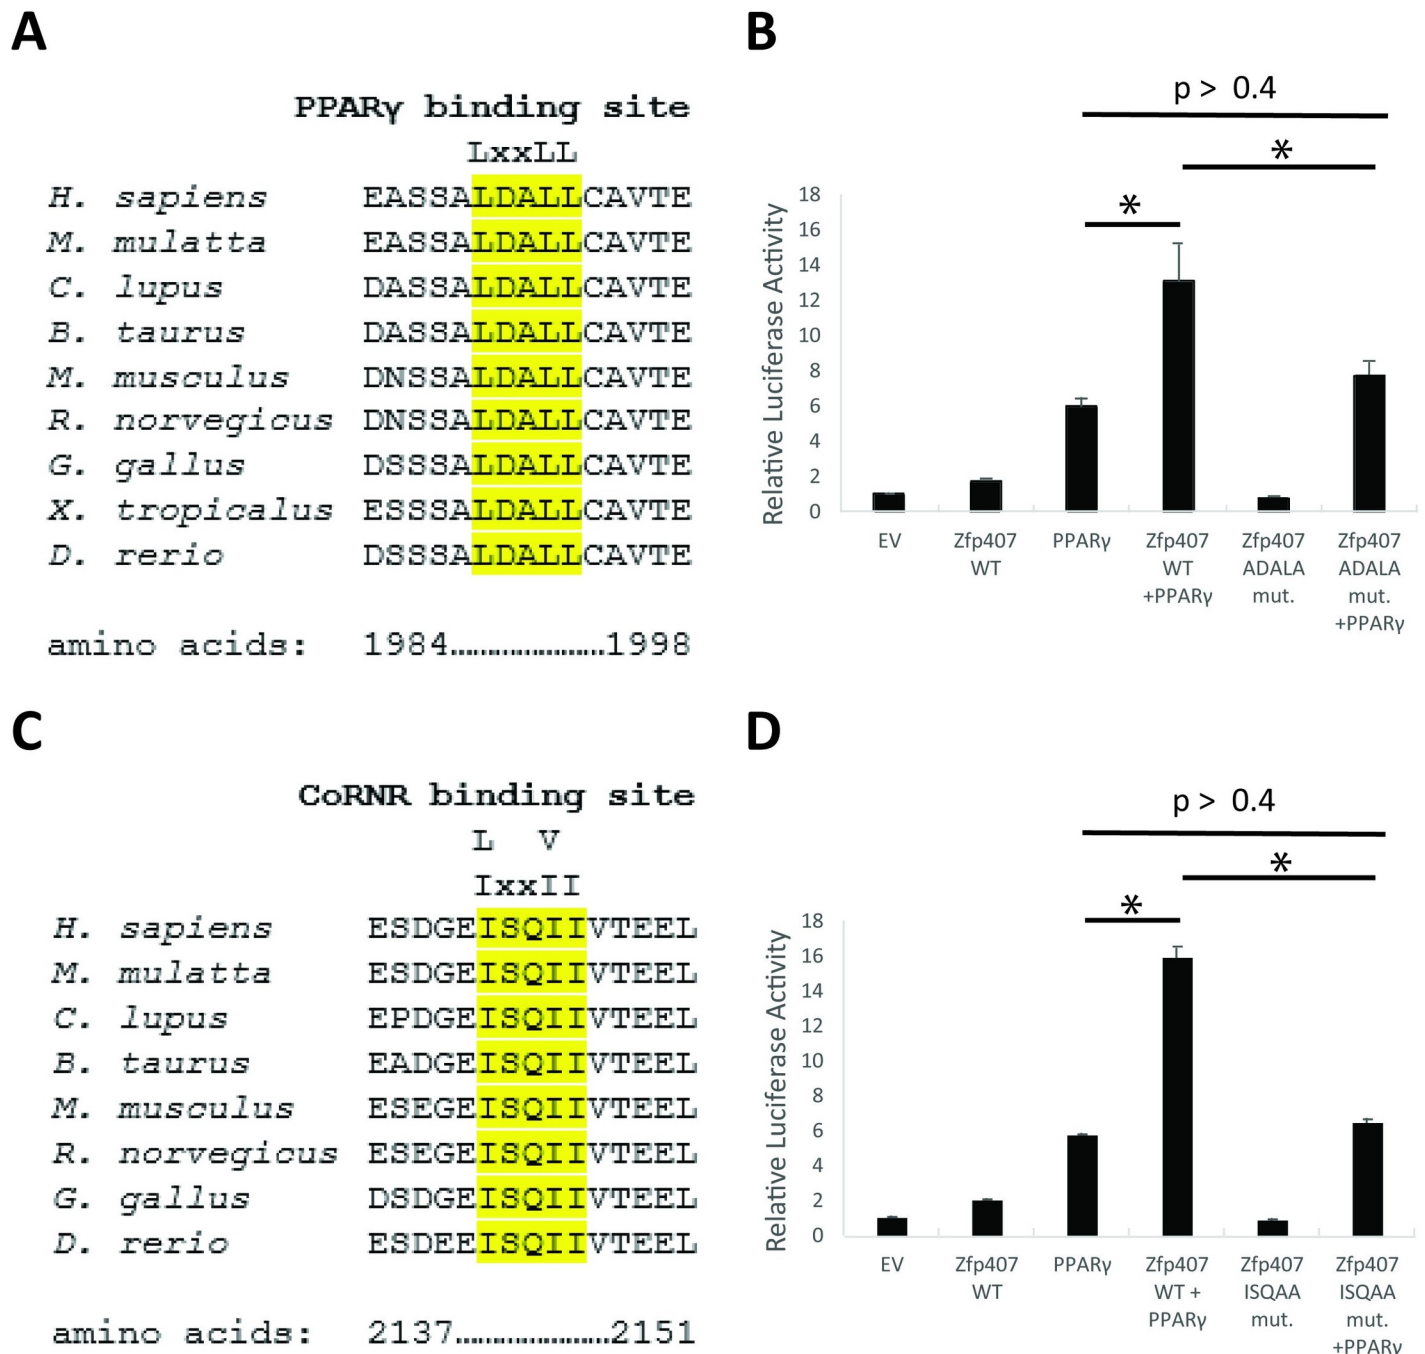 A
PPARγ binding site
LxxLL
H. sapiens EASSALDALLCAVTE
M. mulatta EASSALDALLCAVTE
C. lupus DASSALDALLCAVTE
B. taurus DASSALDALLCAVTE
M. musculus DNSSALDALLCAVTE
R. norvegicus DNSSALDALLCAVTE
G. gallus DSSSALDALLCAVTE
X. tropicalus ESSSALDALLCAVTE
D. rerio DSSSALDALLCAVTE
amino acids: 1984.....................1998
B
p > 0.4
*
*
Relative Luciferase Activity
18
16
14
12
10
8
6
4
2
0
EV
Zfp407
WT
PPARγ
Zfp407
WT
+PPARγ
Zfp407
ADALA
mut.
Zfp407
ADALA
mut.
+PPARγ
C
CoRNR binding site
L V
IxxII
H. sapiens ESDGEISQIIVTEEL
M. mulatta ESDGEISQIIVTEEL
C. lupus EPDGEISQIIVTEEL
B. taurus EADGEISQIIVTEEL
M. musculus ESEGEISQIIVTEEL
R. norvegicus ESEGEISQIIVTEEL
G. gallus DSDGEISQIIVTEEL
D. rerio ESDEEISQIIVTEEL
amino acids: 2137.....................2151
D
p > 0.4
*
*
Relative Luciferase Activity
18
16
14
12
10
8
6
4
2
0
EV
Zfp407
WT
PPARγ
Zfp407
WT +
PPARγ
Zfp407
ISQAA
mut.
Zfp407
ISQAA
mut.
+PPARγ